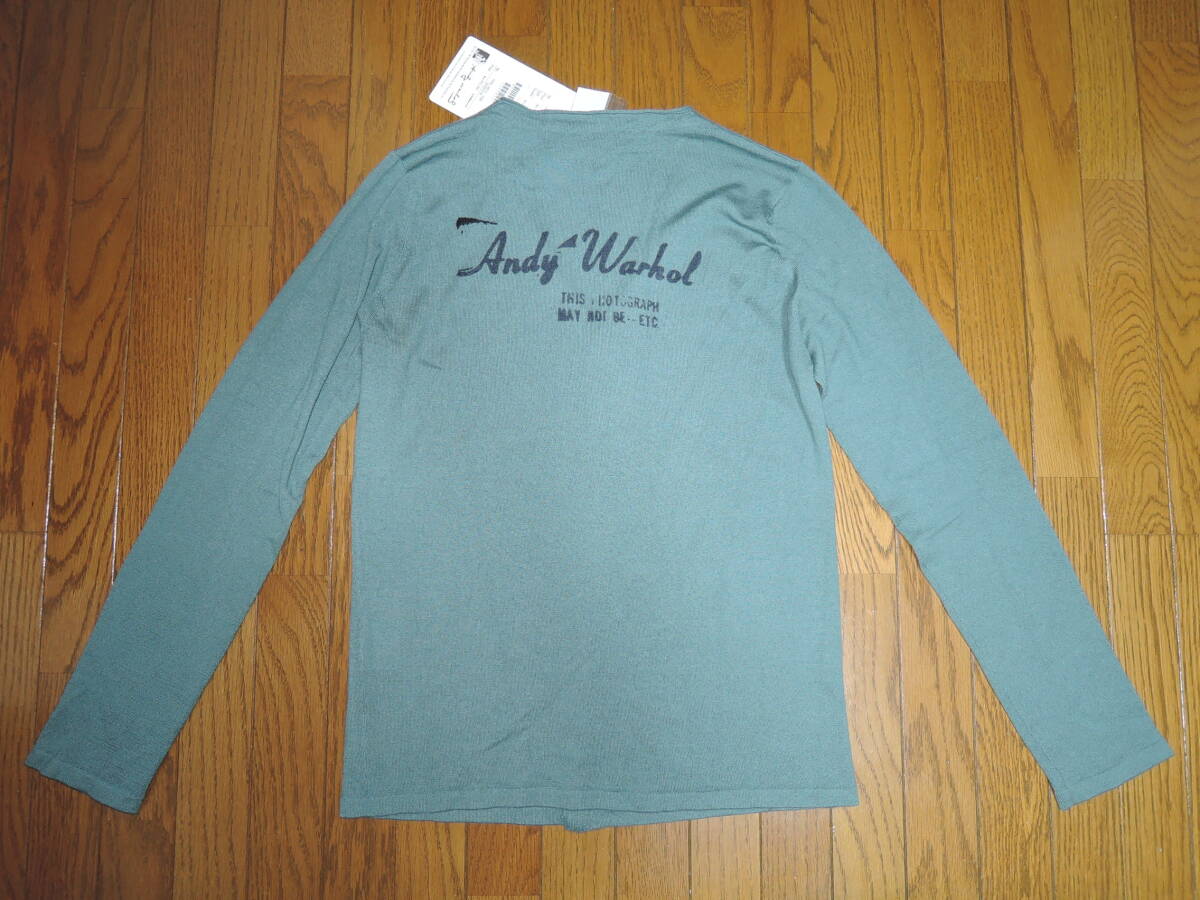 Andy Warhol
THIS PHOTOGRAPH
MAY NOT BE--ETC.